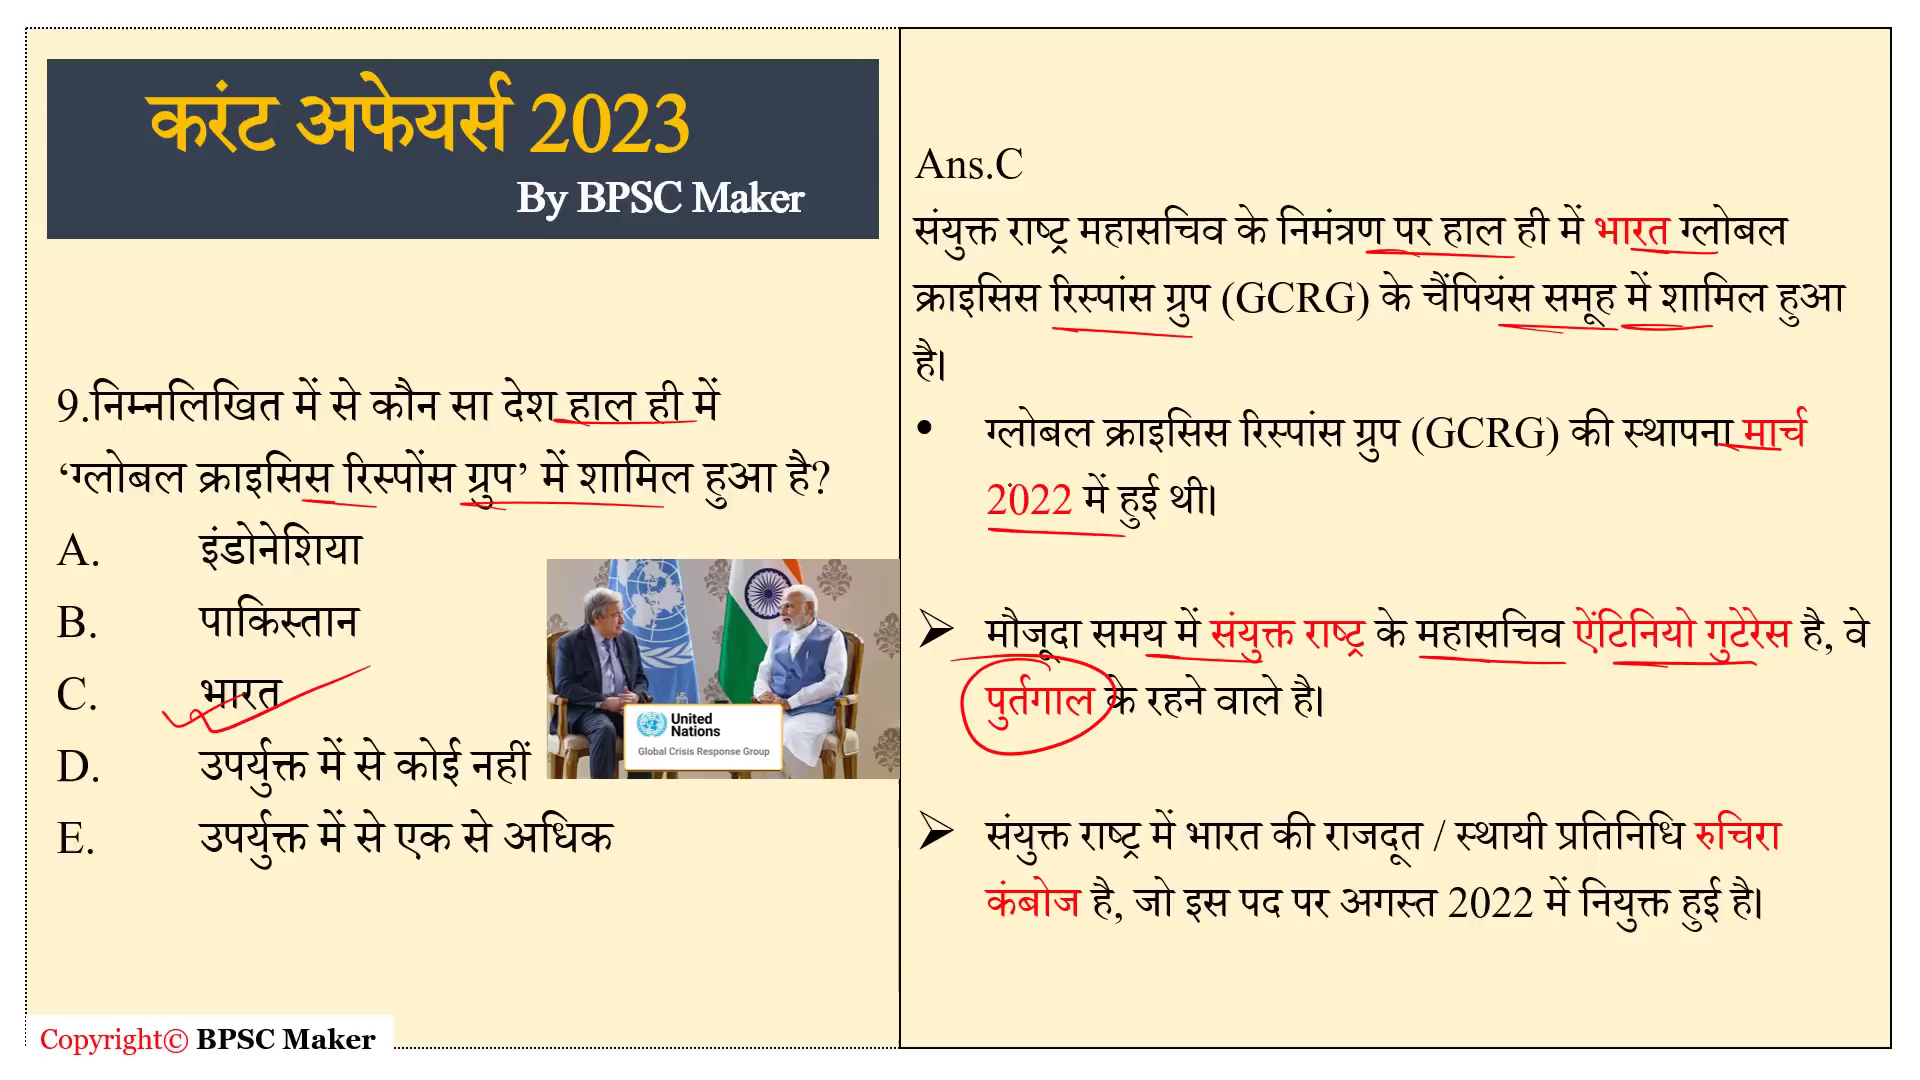 करंट अफेयर्स 2023
By BPSC Maker
9.निम्नलिखित में से कौन सा देश हाल ही में
‘ग्लोबल क्राइसिस रिस्पोंस ग्रुप’ में शामिल हुआ है?
A. इंडोनेशिया
B. पाकिस्तान
C. भारत
D. उपर्युक्त में से कोई नहीं
E. उपर्युक्त में से एक से अधिक
United
Nations
Global Crisis Response Group
Copyright© BPSC Maker
Ans.C
संयुक्त राष्ट्र महासचिव के निमंत्रण पर हाल ही में भारत ग्लोबल
क्राइसिस रिस्पांस ग्रुप (GCRG) के चैंपियंस समूह में शामिल हुआ
है।
• ग्लोबल क्राइसिस रिस्पांस ग्रुप (GCRG) की स्थापना मार्च
2022 में हुई थी।
➢ मौजूदा समय में संयुक्त राष्ट्र के महासचिव ऐंटिनियो गुटेरेस है, वे
पुर्तगाल के रहने वाले है।
➢ संयुक्त राष्ट्र में भारत की राजदूत / स्थायी प्रतिनिधि रुचिरा
कंबोज है, जो इस पद पर अगस्त 2022 में नियुक्त हुई है।